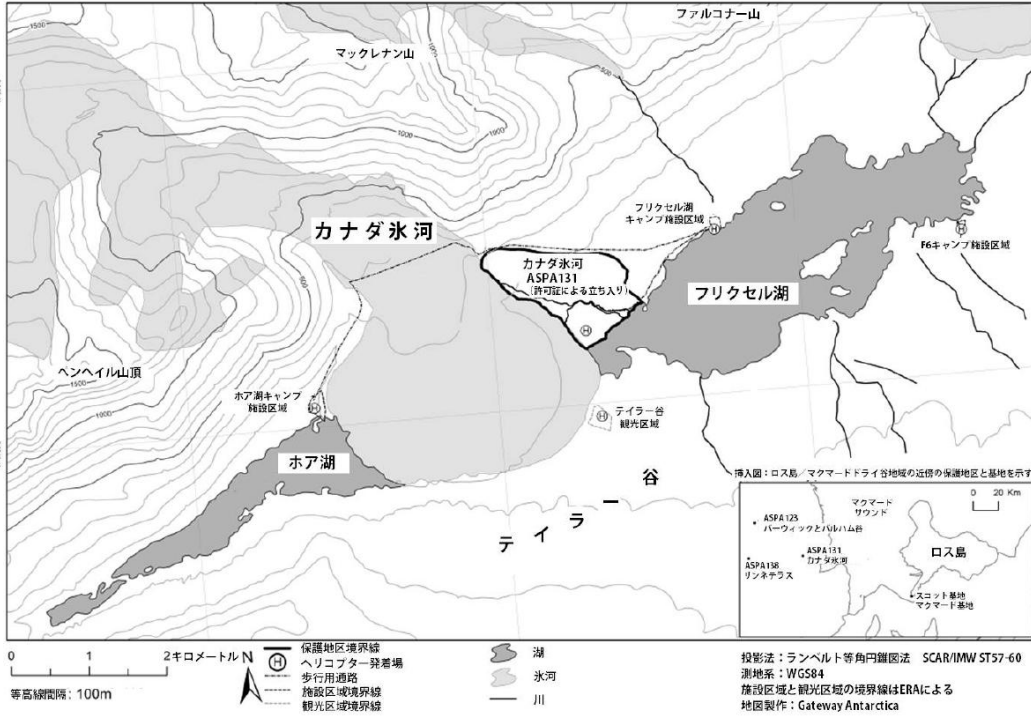 ファルコナー山
マックレナン山
1500
1500
1000
1000
500
カナダ氷河
フリクセル湖
キャンプ施設区域
H
カナダ氷河
ASPA131
(許可証による立ち入り)
H
フリクセル湖
H
F6キャンプ施設区域
500
ペンヘイル山頂
1500
1000
ホア湖キャンプ
施設区域
H
H
テイラー谷
観光区域
ホア湖
テイラー谷
挿入図:ロス島/マクマードドライ谷地域の近傍の保護地区と基地を示す
マクマード
サウンド
0 20 Km
ASPA123
バーウィックとバルハム谷
ASPA131
カナダ氷河
ASPA138
リンネテラス
ロス島
スコット基地
マクマード基地
0 1 2キロメートル
等高線間隔:100m
N
保護地区境界線
H ヘリコプター発着場
歩行用通路
施設区域境界線
観光区域境界線
湖
氷河
川
投影法:ランベルト等角円錐図法 SCAR/IMW ST57-60
測地系:WGS84
施設区域と観光区域の境界線はERAによる
地図製作:Gateway Antarctica